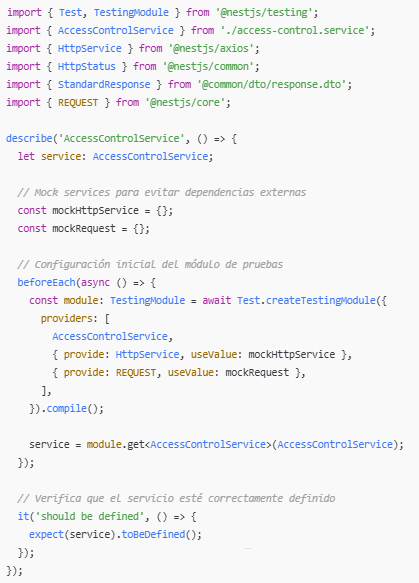 import { Test, TestingModule } from '@nestjs/testing';
import { AccessControlService } from './access-control.service';
import { HttpService } from '@nestjs/axios';
import { HttpStatus } from '@nestjs/common';
import { StandardResponse } from '@common/dto/response.dto';
import { REQUEST } from '@nestjs/core';

describe('AccessControlService', () => {
  let service: AccessControlService;

  // Mock services para evitar dependencias externas
  const mockHttpService = {};
  const mockRequest = {};

  // Configuración inicial del módulo de pruebas
  beforeEach(async () => {
    const module: TestingModule = await Test.createTestingModule({
      providers: [
        AccessControlService,
        { provide: HttpService, useValue: mockHttpService },
        { provide: REQUEST, useValue: mockRequest },
      ],
    }).compile();

    service = module.get<AccessControlService>(AccessControlService);
  });

  // Verifica que el servicio esté correctamente definido
  it('should be defined', () => {
    expect(service).toBeDefined();
  });
});